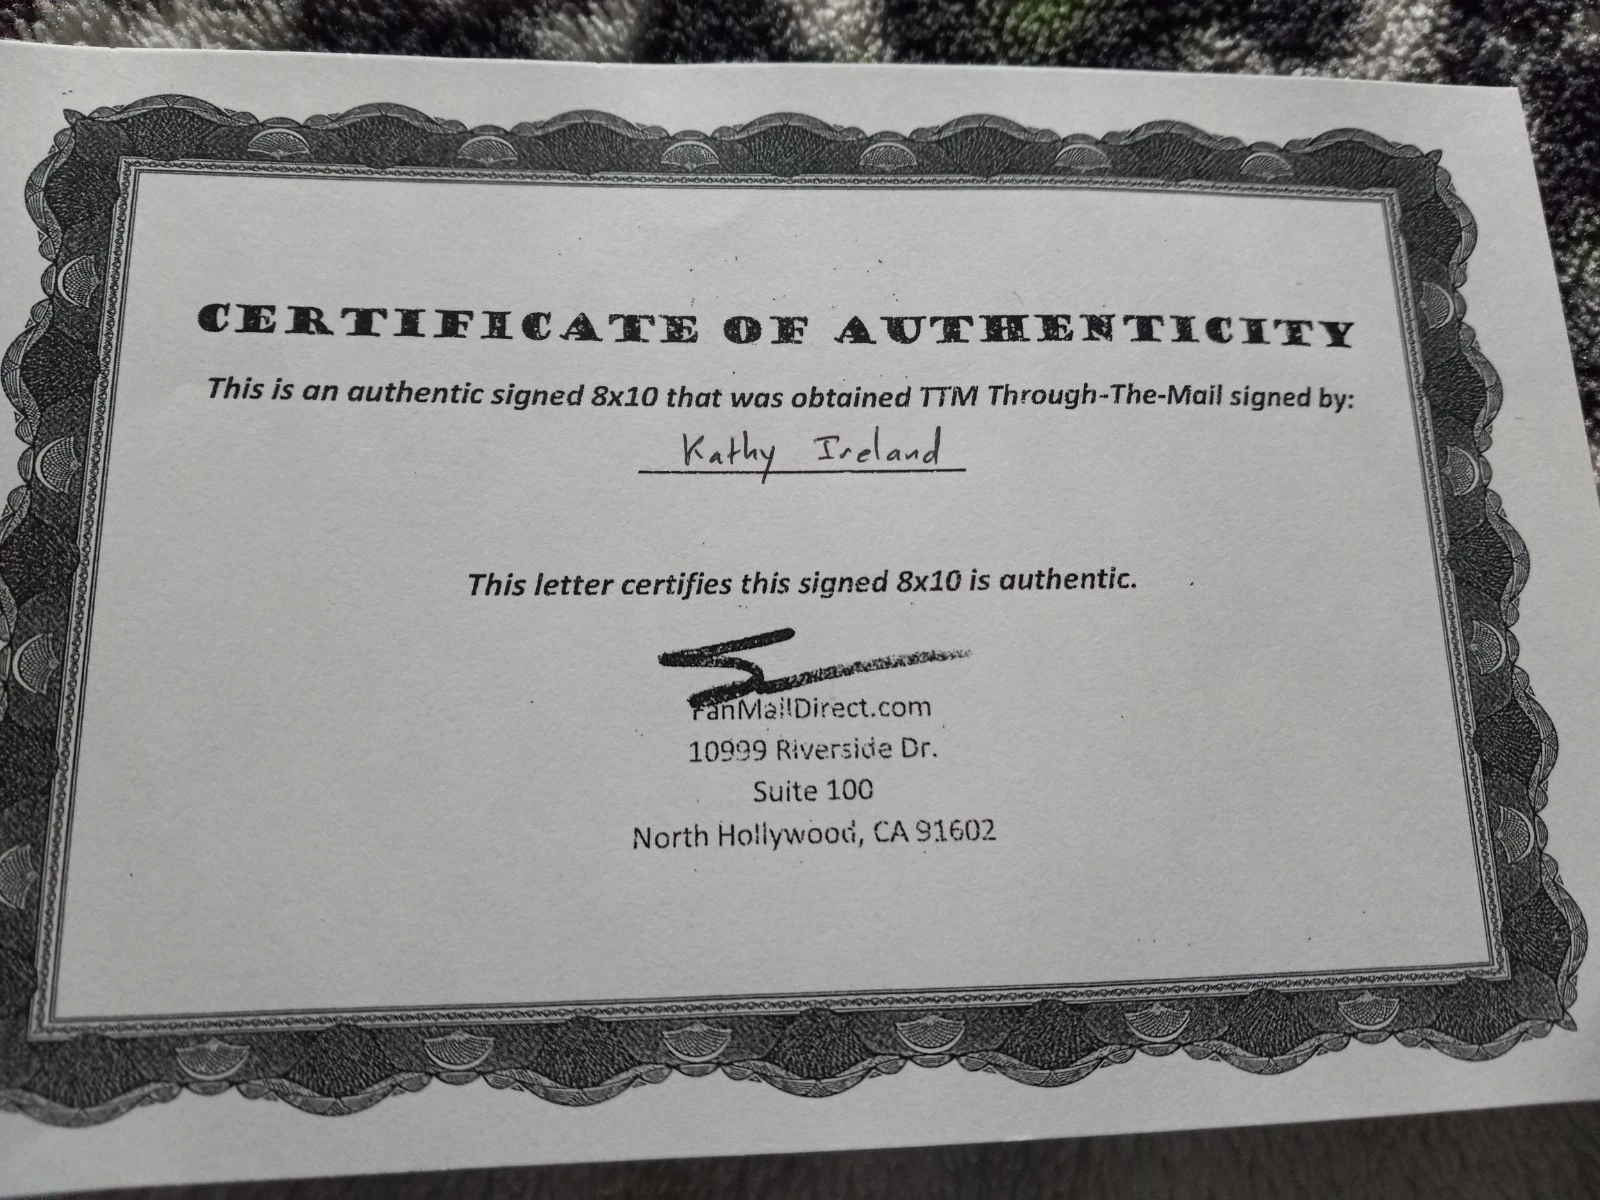 CERTIFICATE OF AUTHENTICITY
This is an authentic signed 8x10 that was obtained TTM Through-The-Mail signed by:
Kathy Ireland
This letter certifies this signed 8x10 is authentic.
FanMailDirect.com
10999 Riverside Dr.
Suite 100
North Hollywood, CA 91602